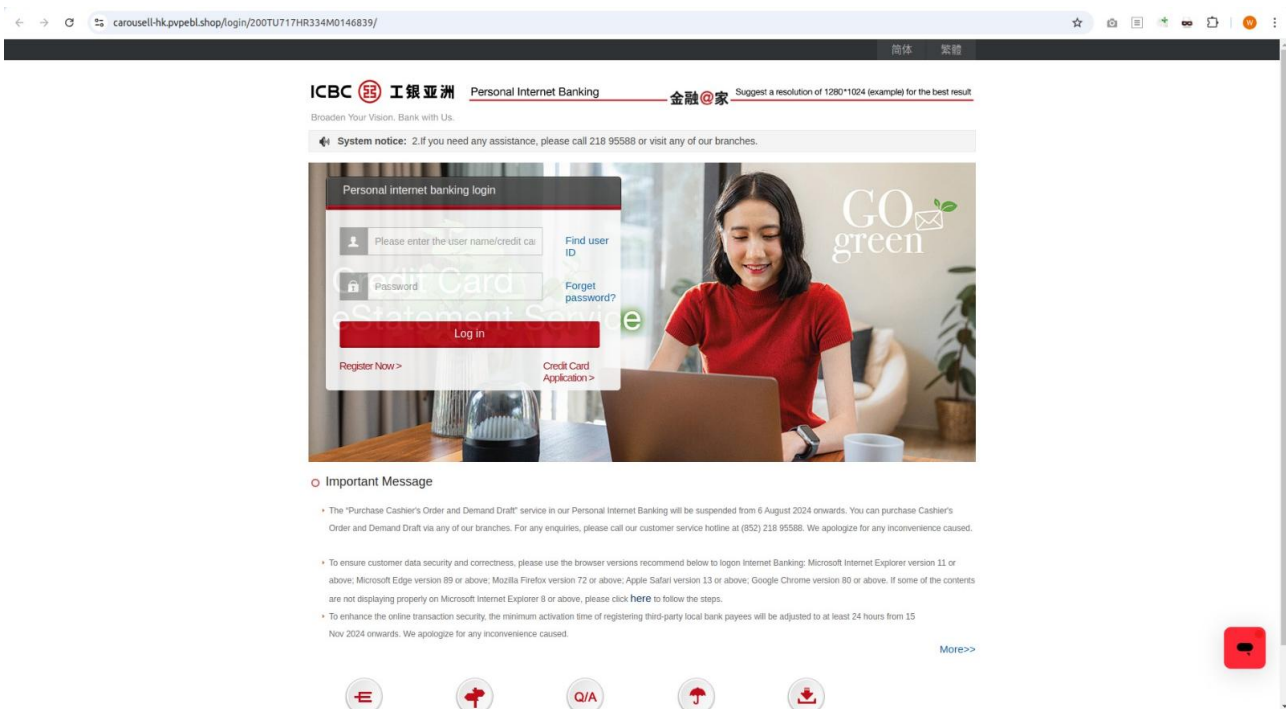 carousell-hk.pvpebl.shop/login/200TU717HR334M0146839/
W
简体 繁體
ICBC 工银亚洲 Personal Internet Banking 金融@家 Suggest a resolution of 1280*1024 (example) for the best result
Broaden Your Vision. Bank with Us.
System notice: 2.If you need any assistance, please call 218 95588 or visit any of our branches.
Personal internet banking login
GO
green
Please enter the user name/credit ca
Find user
ID
Credit Card
Password
Forget
password?
eStatement Service
Log in
Register Now >
Credit Card
Application >
Important Message
The "Purchase Cashier's Order and Demand Draft" service in our Personal Internet Banking will be suspended from 6 August 2024 onwards. You can purchase Cashier's
Order and Demand Draft via any of our branches. For any enquiries, please call our customer service hotline at (852) 218 95588. We apologize for any inconvenience caused.
To ensure customer data security and correctness, please use the browser versions recommend below to logon Internet Banking: Microsoft Internet Explorer version 11 or
above; Microsoft Edge version 89 or above; Mozilla Firefox version 72 or above; Apple Safari version 13 or above; Google Chrome version 80 or above. If some of the contents
are not displaying properly on Microsoft Internet Explorer 8 or above, please click here to follow the steps.
To enhance the online transaction security, the minimum activation time of registering third-party local bank payees will be adjusted to at least 24 hours from 15
Nov 2024 onwards. We apologize for any inconvenience caused.
More>>
Q/A